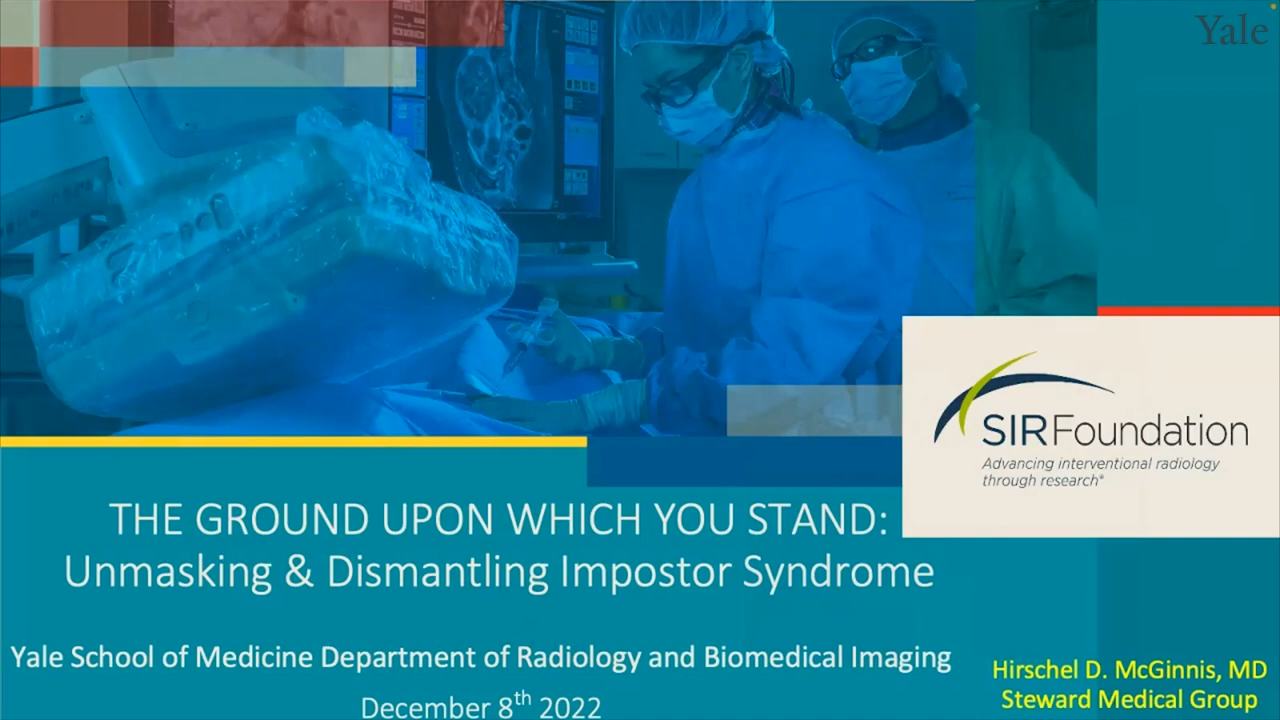 Yale
SIRFoundation
Advancing interventional radiology
through research®
THE GROUND UPON WHICH YOU STAND:
Unmasking & Dismantling Impostor Syndrome
Yale School of Medicine Department of Radiology and Biomedical Imaging
December 8th 2022
Hirschel D. McGinnis, MD
Steward Medical Group